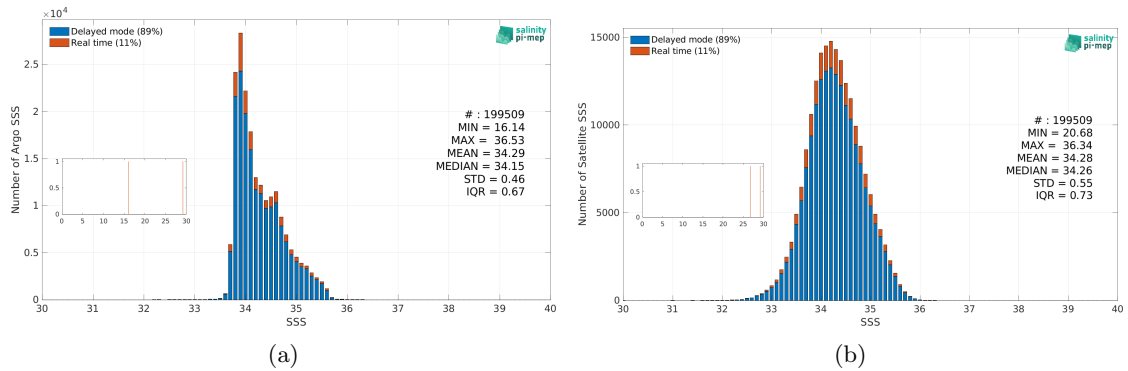 ×10⁴
Delayed mode (89%)
Real time (11%)
salinity
pi-mep
2.5
2
1.5
1
0.5
0
Number of Argo SSS
# : 199509
MIN = 16.14
MAX = 36.53
MEAN = 34.29
MEDIAN = 34.15
STD = 0.46
IQR = 0.67
1
0.5
0
0 5 10 15 20 25 30
30 31 32 33 34 35 36 37 38 39 40
SSS
(a)
15000
10000
5000
0
Delayed mode (89%)
Real time (11%)
salinity
pi-mep
Number of Satellite SSS
# : 199509
MIN = 20.68
MAX = 36.34
MEAN = 34.28
MEDIAN = 34.26
STD = 0.55
IQR = 0.73
1
0.5
0
0 5 10 15 20 25 30
30 31 32 33 34 35 36 37 38 39 40
SSS
(b)